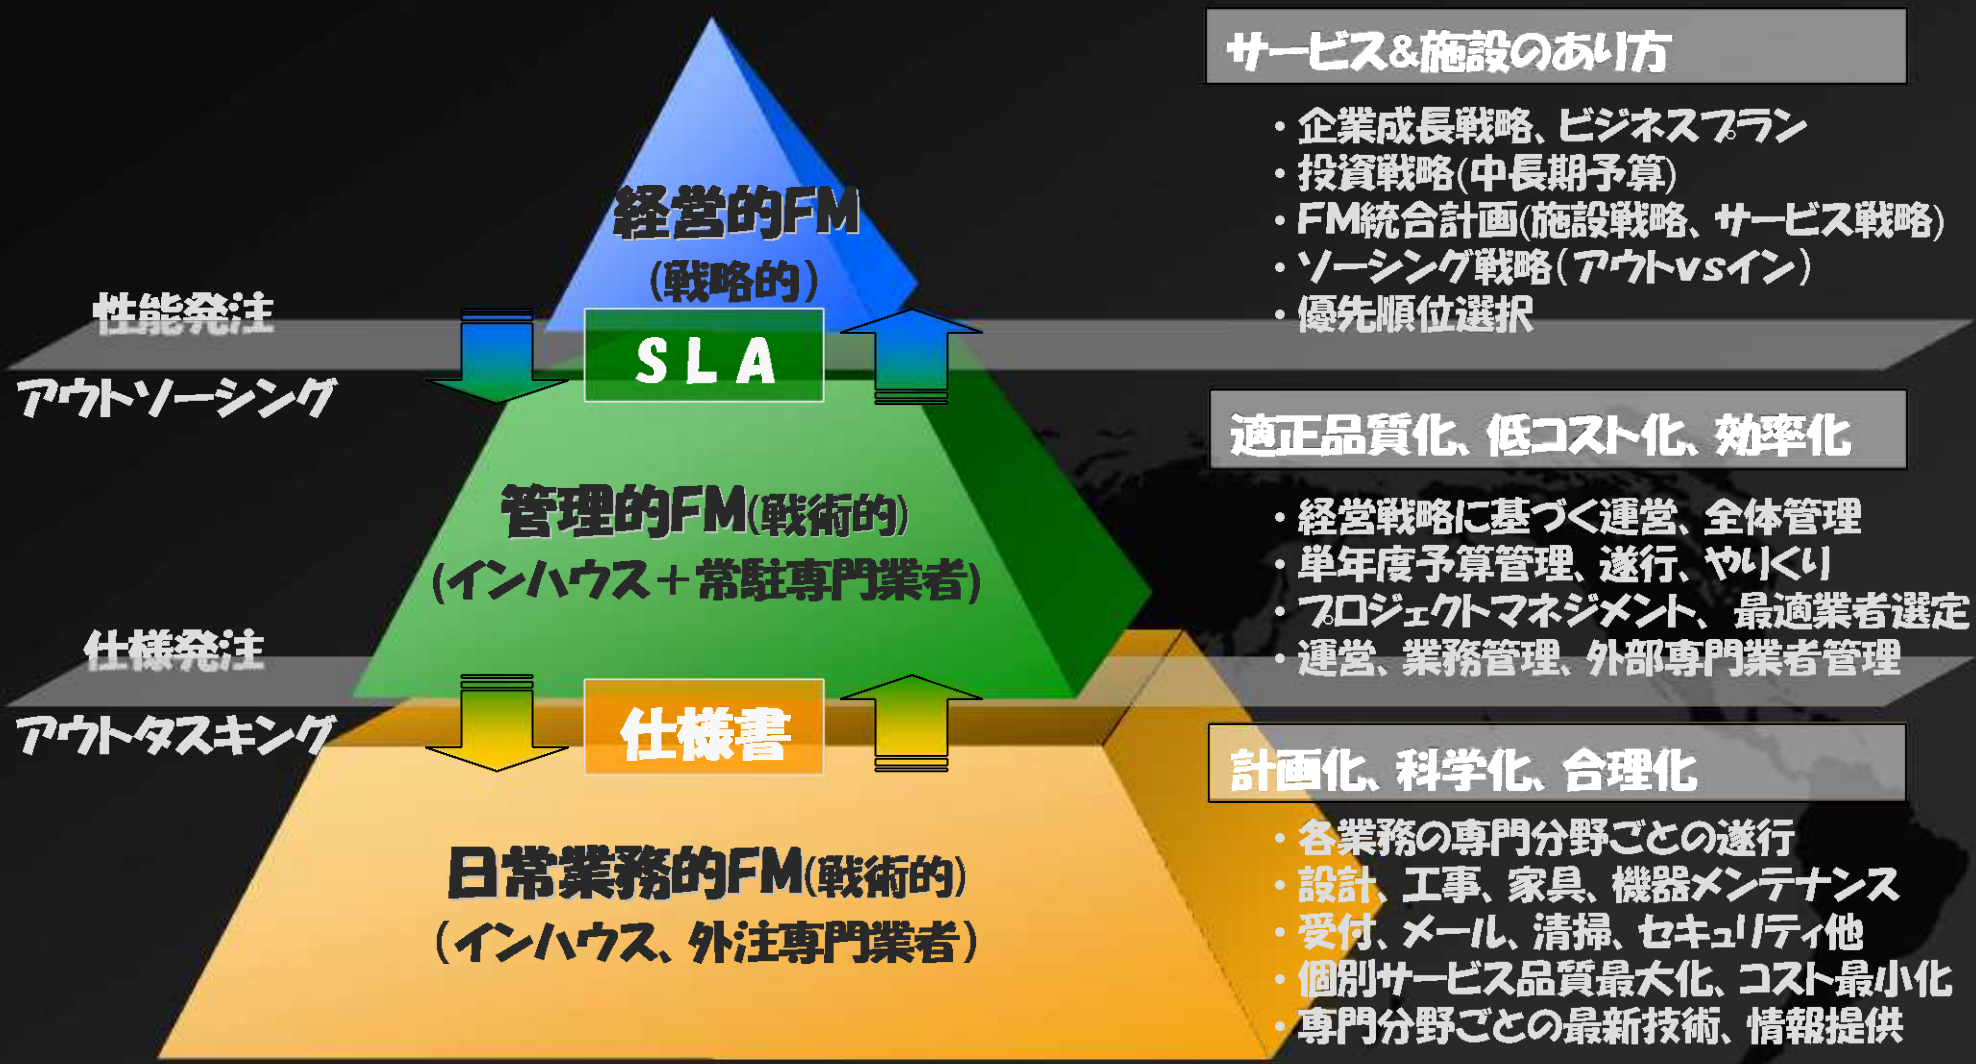 サービス&施設のあり方
・企業成長戦略、ビジネスプラン
・投資戦略(中長期予算)
・FM統合計画(施設戦略、サービス戦略)
・ソーシング戦略(アウトvsイン)
・優先順位選択
経営的FM
(戦略的)
性能発注
アウトソーシング
SLA
適正品質化、低コスト化、効率化
・経営戦略に基づく運営、全体管理
・単年度予算管理、遂行、やりくり
・プロジェクトマネジメント、最適業者選定
・運営、業務管理、外部専門業者管理
管理的FM(戦術的)
(インハウス+常駐専門業者)
仕様発注
アウトタスキング
仕様書
計画化、科学化、合理化
・各業務の専門分野ごとの遂行
・設計、工事、家具、機器メンテナンス
・受付、メール、清掃、セキュリティ他
・個別サービス品質最大化、コスト最小化
・専門分野ごとの最新技術、情報提供
日常業務的FM(戦術的)
(インハウス、外注専門業者)